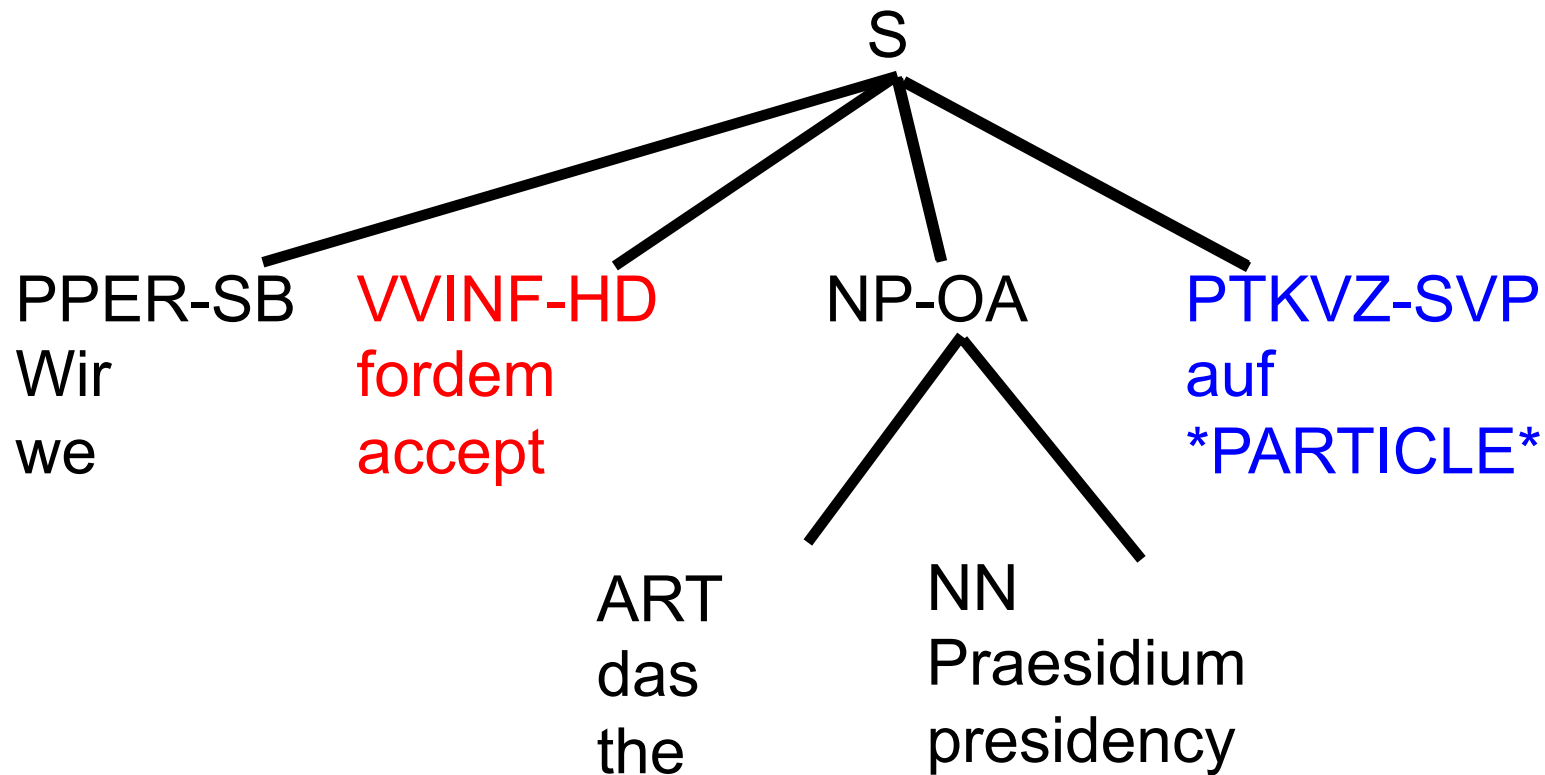 S
PPER-SB VVINF-HD NP-OA PTKVZ-SVP
Wir fordem auf
we accept *PARTICLE*
ART NN
das Praesidium
the presidency